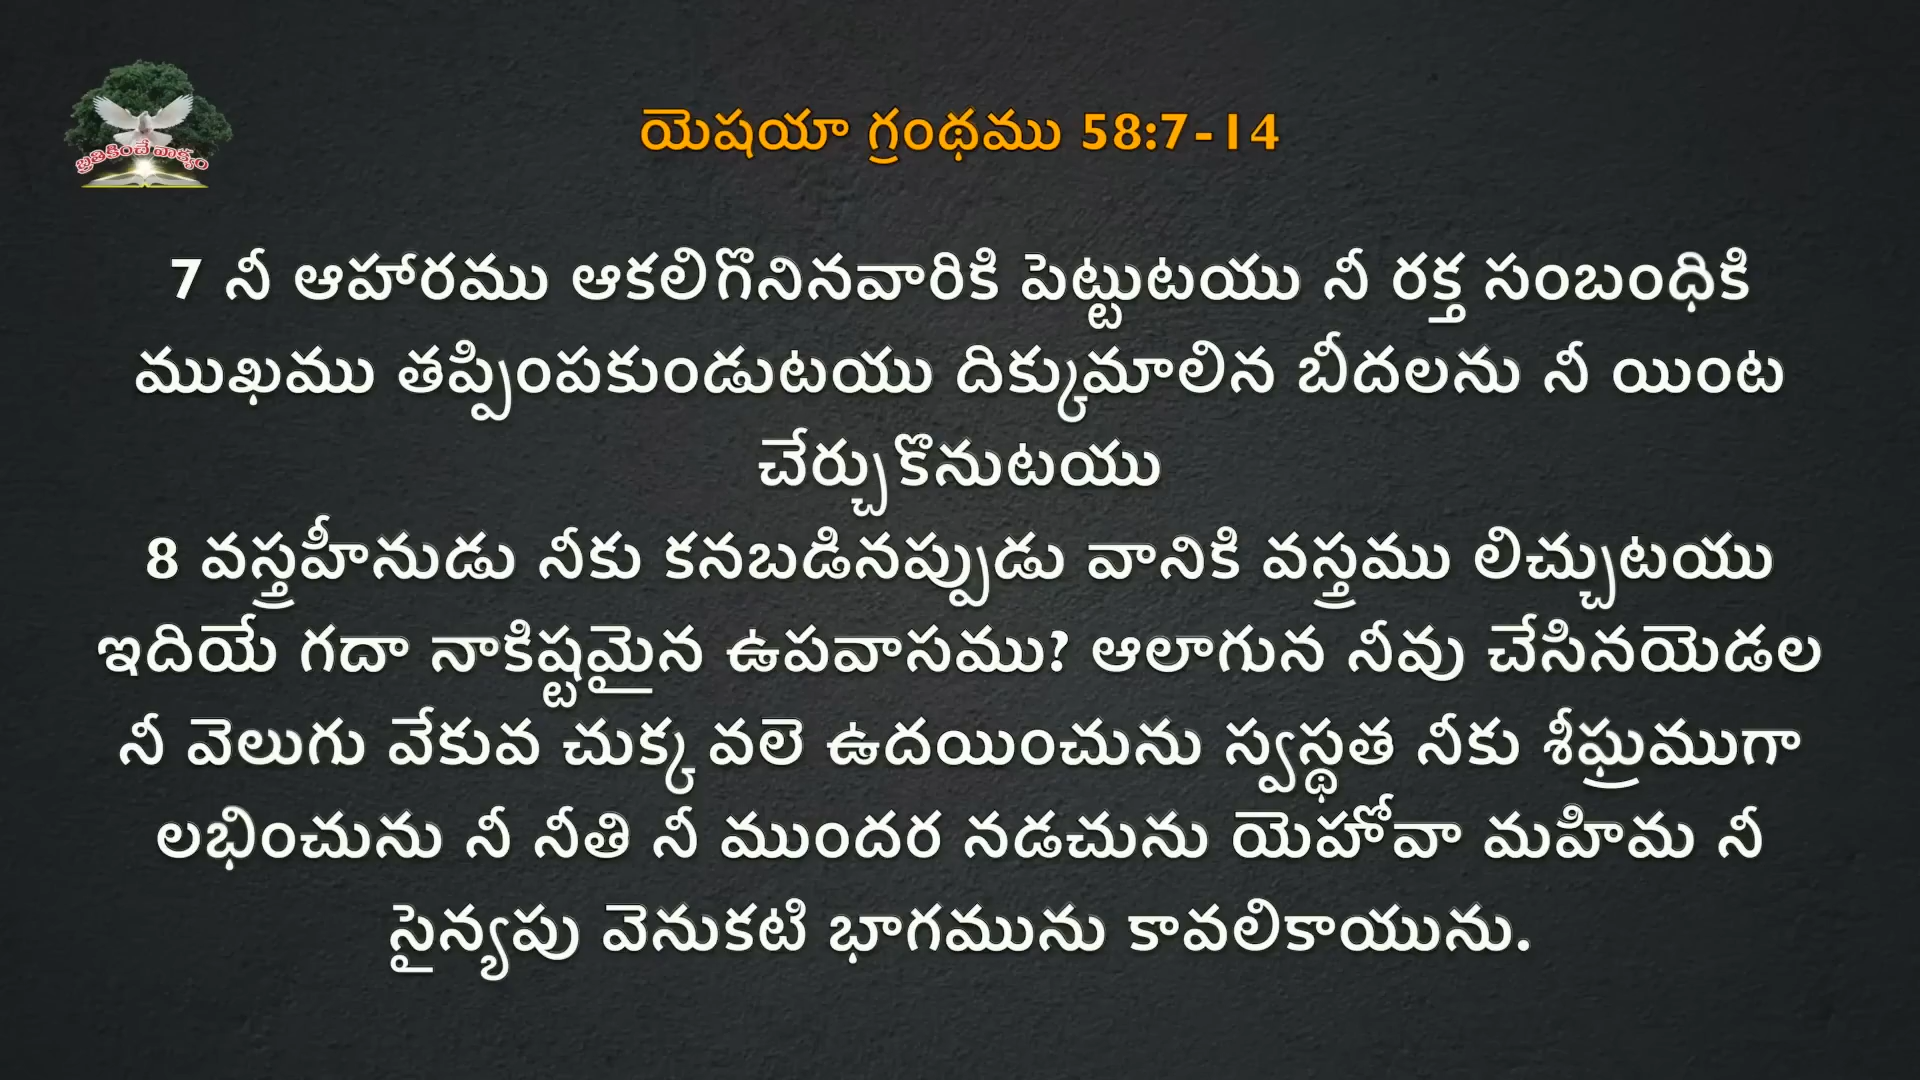 బ్రతికించే వాక్యం
యెషయా గ్రంథము 58:7-14
7 నీ ఆహారము ఆకలిగొనినవారికి పెట్టుటయు నీ రక్త సంబంధికి
ముఖము తప్పింపకుండుటయు దిక్కుమాలిన బీదలను నీ యింట
చేర్చుకొనుటయు
8 వస్త్రహీనుడు నీకు కనబడినప్పుడు వానికి వస్త్రము లిచ్చుటయు
ఇదియే గదా నాకిష్టమైన ఉపవాసము? ఆలాగున నీవు చేసినయెడల
నీ వెలుగు వేకువ చుక్క వలె ఉదయించును స్వస్థత నీకు శీఘ్రముగా
లభించును నీ నీతి నీ ముందర నడచును యెహోవా మహిమ నీ
సైన్యపు వెనుకటి భాగమును కావలికాయును.